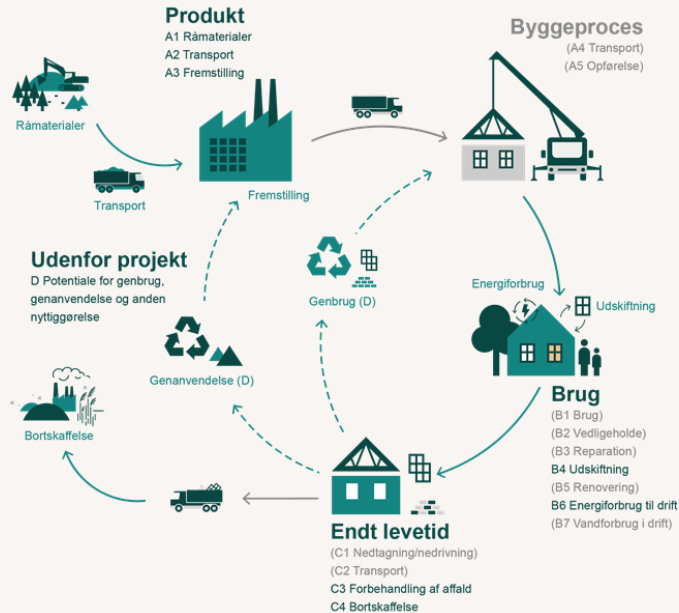 Produkt
A1 Råmaterialer
A2 Transport
A3 Fremstilling
Byggeproces
(A4 Transport)
(A5 Opførelse)
Råmaterialer
Transport
Fremstilling
Udenfor projekt
D Potentiale for genbrug,
genanvendelse og anden
nyttiggørelse
Genbrug (D)
Energiforbrug
Udskiftning
Genanvendelse (D)
Bortskaffelse
Brug
(B1 Brug)
(B2 Vedligeholde)
(B3 Reparation)
B4 Udskiftning
(B5 Renovering)
B6 Energiforbrug til drift
(B7 Vandforbrug i drift)
Endt levetid
(C1 Nedtagning/nedrivning)
(C2 Transport)
C3 Forbehandling af affald
C4 Bortskaffelse